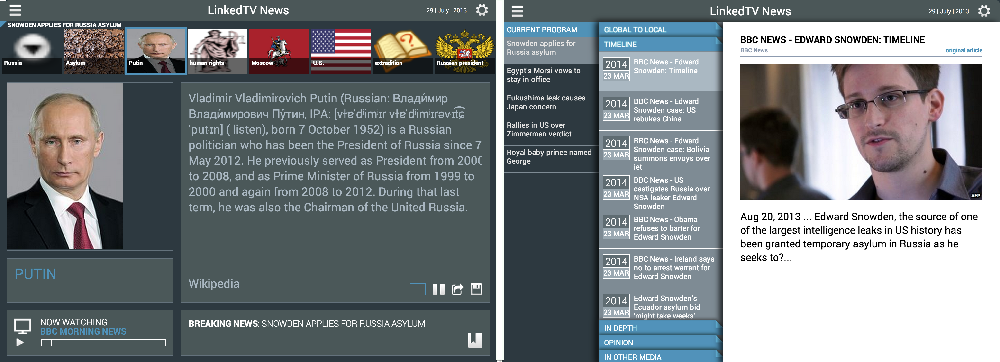 LinkedTV News
29 | July | 2013
SNOWDEN APPLIES FOR RUSSIA ASYLUM
Russia
Asylum
Putin
human rights
Moscow
U.S.
extradition
Russian president
Vladimir Vladimirovich Putin (Russian: Влади́мир
Влади́мирович Пу́тин, IPA: [vɫɐˈdʲimʲɪr vɫɐˈdʲimʲɪrəvʲɪt͡ɕ
ˈputʲɪn] ( listen), born 7 October 1952) is a Russian
politician who has been the President of Russia since 7
May 2012. He previously served as President from 2000
to 2008, and as Prime Minister of Russia from 1999 to
2000 and again from 2008 to 2012. During that last
term, he was also the Chairman of the United Russia.
Wikipedia
PUTIN
NOW WATCHING
BBC MORNING NEWS
BREAKING NEWS: SNOWDEN APPLIES FOR RUSSIA ASYLUM
LinkedTV News
29 | July | 2013
CURRENT PROGRAM
Snowden applies for
Russia asylum
Egypt's Morsi vows to
stay in office
Fukushima leak causes
Japan concern
Rallies in US over
Zimmerman verdict
Royal baby prince named
George
GLOBAL TO LOCAL
TIMELINE
2014
23 MAR
BBC News - Edward
Snowden: Timeline
2014
23 MAR
BBC News - Edward
Snowden case: US
rebukes China
2014
23 MAR
BBC News - Edward
Snowden case: Bolivia
summons envoys over
jet
2014
23 MAR
BBC News - US
castigates Russia over
NSA leaker Edward
Snowden
2014
23 MAR
BBC News - Obama
refuses to barter for
Edward Snowden
2014
23 MAR
BBC News - Ireland says
no to arrest warrant for
Edward Snowden
2014
23 MAR
Edward Snowden's
Ecuador asylum bid
'might take weeks'
IN DEPTH
OPINION
IN OTHER MEDIA
BBC NEWS - EDWARD SNOWDEN: TIMELINE
BBC News
original article
AFP
Aug 20, 2013 ... Edward Snowden, the source of one
of the largest intelligence leaks in US history has
been granted temporary asylum in Russia as he
seeks to?...